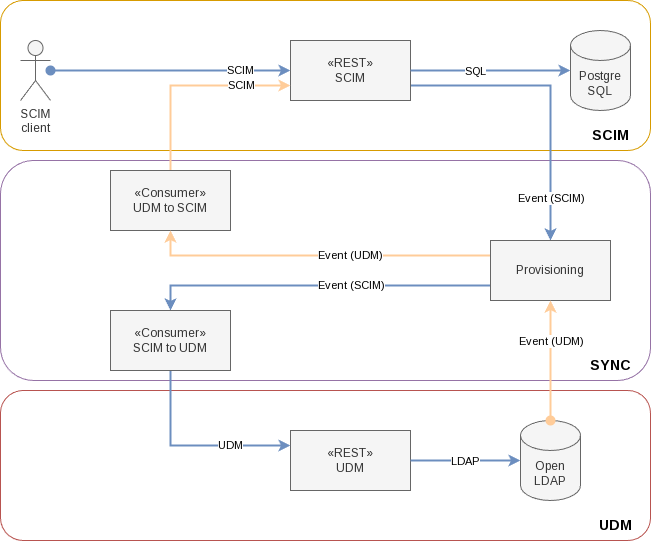 SCIM
«REST»
SCIM
SQL
Postgre
SQL
SCIM
SCIM
client
SCIM
«Consumer»
UDM to SCIM
Event (SCIM)
Event (UDM)
Provisioning
Event (SCIM)
«Consumer»
SCIM to UDM
Event (UDM)
SYNC
UDM
«REST»
UDM
LDAP
Open
LDAP
UDM